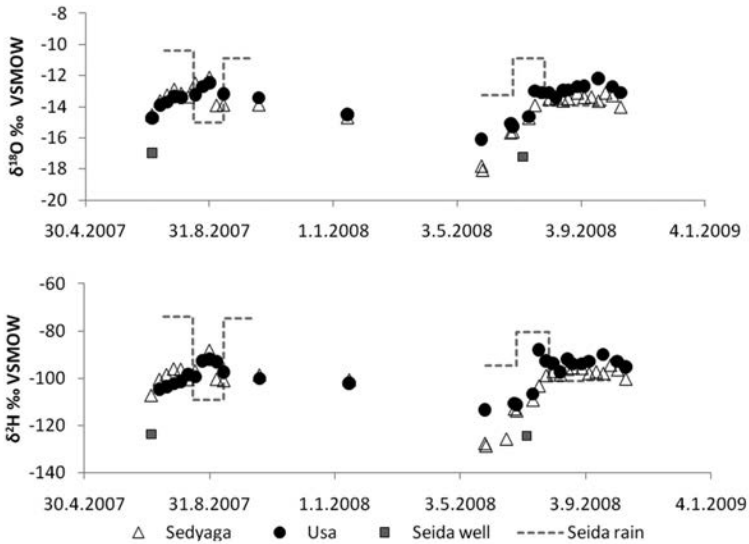 -8
-10
-12
-14
-16
-18
-20
δ¹⁸O ‰ VSMOW
30.4.2007 31.8.2007 1.1.2008 3.5.2008 3.9.2008 4.1.2009
-60
-80
-100
-120
-140
δ²H ‰ VSMOW
30.4.2007 31.8.2007 1.1.2008 3.5.2008 3.9.2008 4.1.2009
Sedyaga Usa Seida well Seida rain